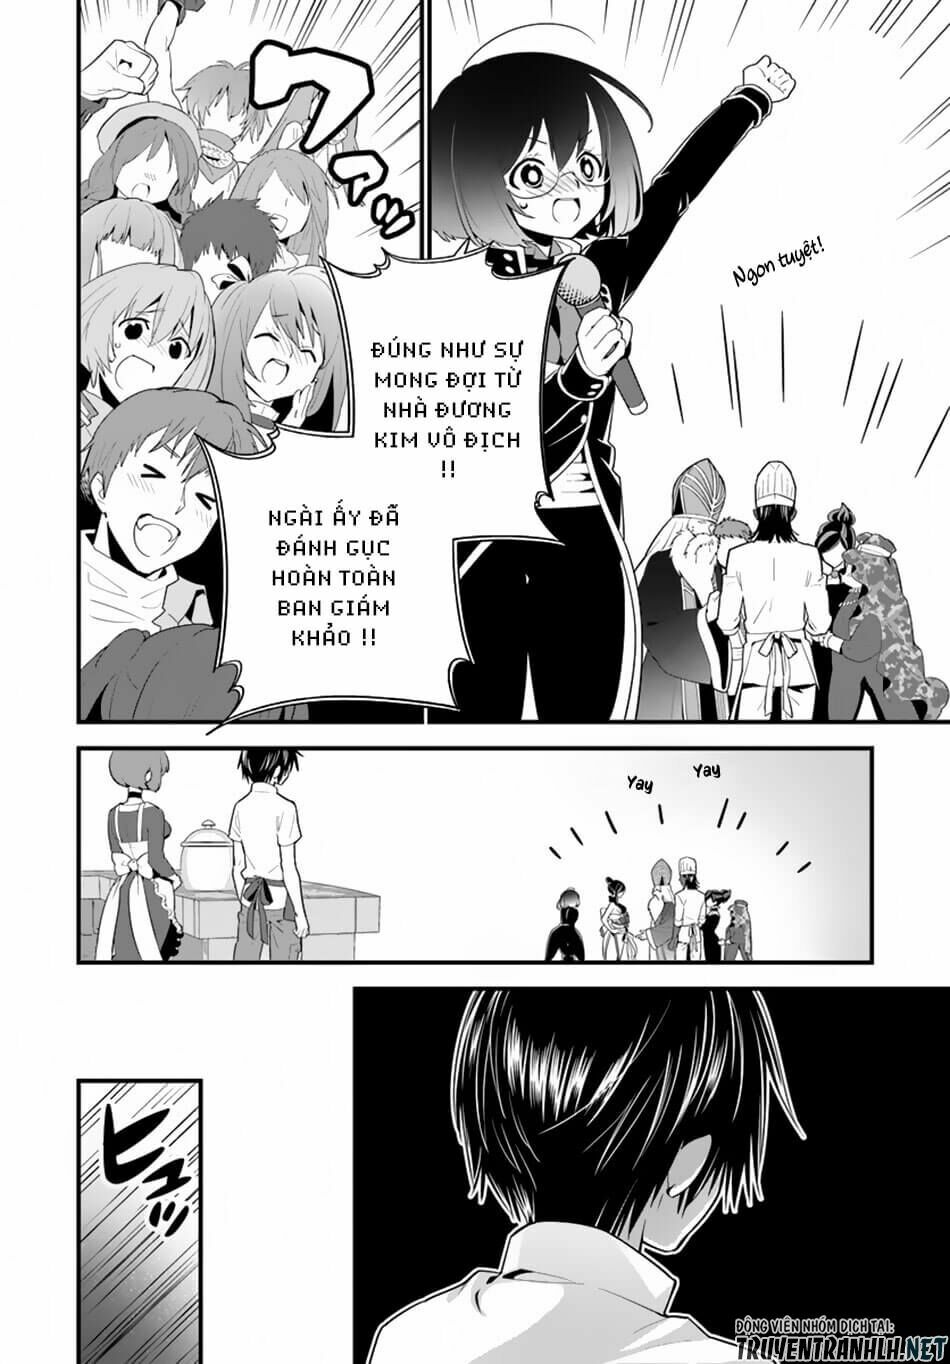 ワァァッ
Ngon tuyệt!
ĐÚNG NHƯ SỰ
MONG ĐỢI TỪ
NHÀ ĐƯƠNG
KIM VÔ ĐỊCH
!!
NGÀI ẤY ĐÃ
ĐÁNH GỤC
HOÀN TOÀN
BAN GIÁM
KHẢO !!
Yay
Yay
ヒュッ
ĐỘNG VIÊN NHÓM DỊCH TẠI:
TRUYENTRANHLH.NET